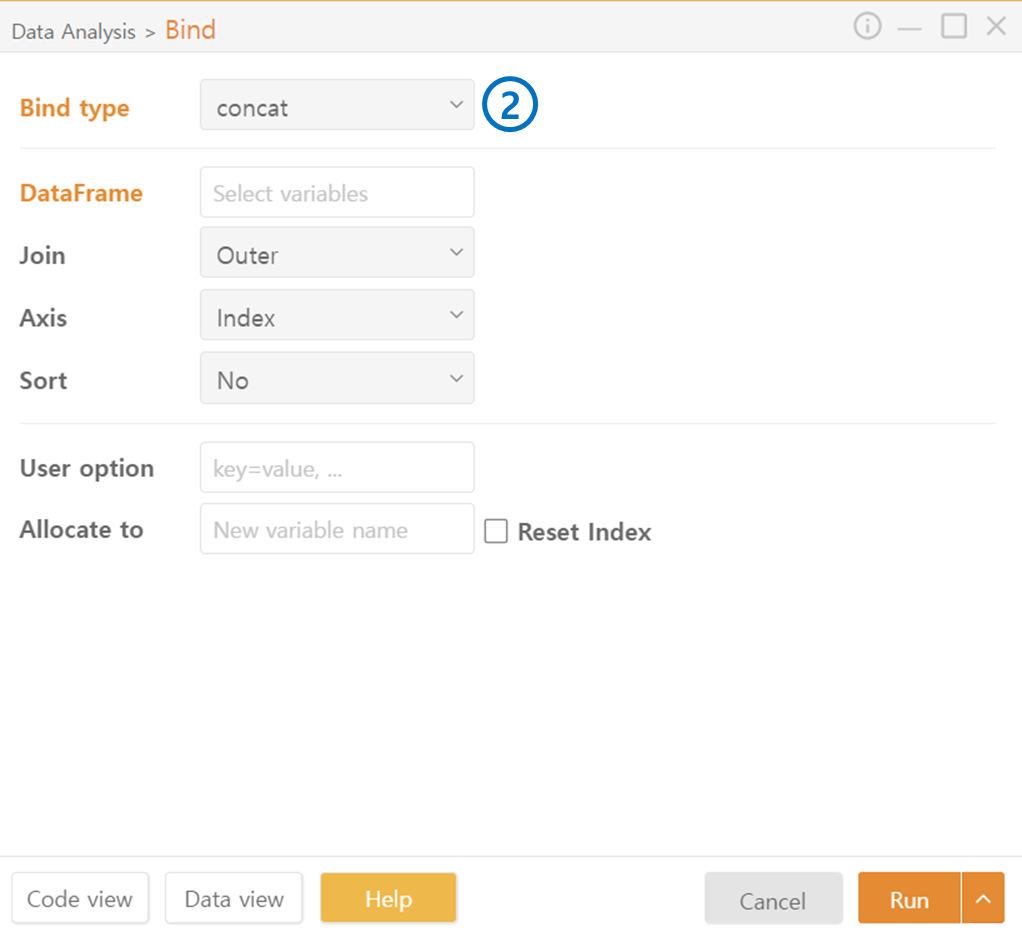 Data Analysis > Bind
Bind type concat 2
DataFrame Select variables
Join Outer
Axis Index
Sort No
User option key=value, ...
Allocate to New variable name Reset Index
Code view Data view Help Cancel Run